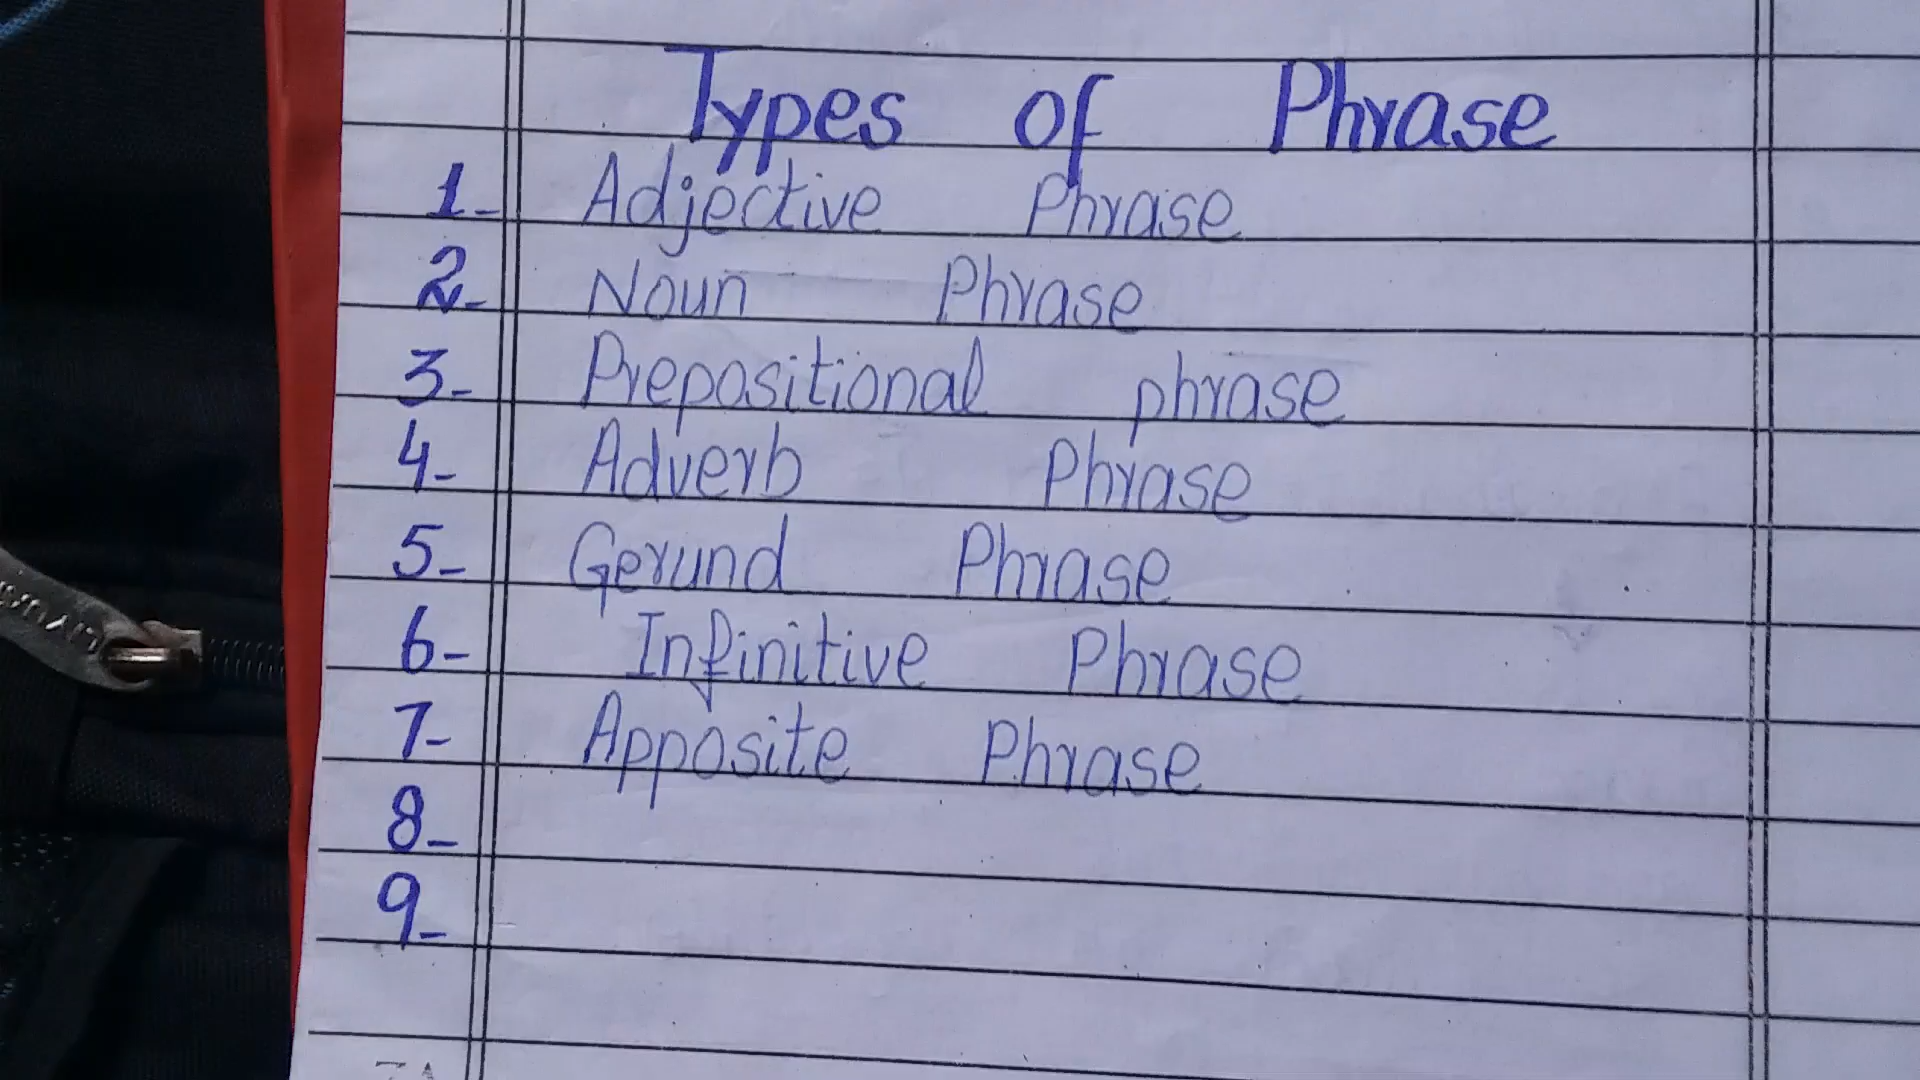 Types of Phrase
1- Adjective Phrase
2- Noun Phrase
3- Prepositional phrase
4- Adverb Phrase
5- Gerund Phrase
6- Infinitive Phrase
7- Apposite Phrase
8-
9-